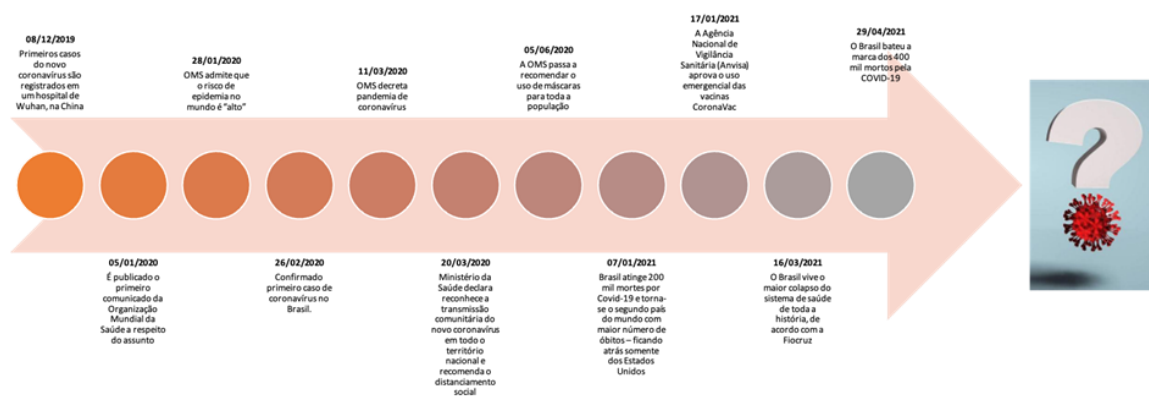 08/12/2019
Primeiros casos
do novo
coronavírus são
registrados em
um hospital de
Wuhan, na China
05/01/2020
É publicado o
primeiro
comunicado da
Organização
Mundial da
Saúde a respeito
do assunto
28/01/2020
OMS admite que
o risco de
epidemia no
mundo é “alto”
26/02/2020
Confirmado
primeiro caso de
coronavírus no
Brasil.
11/03/2020
OMS decreta
pandemia de
coronavírus
20/03/2020
Ministério da
Saúde declara
reconhece a
transmissão
comunitária do
novo coronavírus
em todo o
território
nacional e
recomenda o
distanciamento
social
05/06/2020
A OMS passa a
recomendar o
uso de máscaras
para toda a
população
07/01/2021
Brasil atinge 200
mil mortes por
Covid-19 e torna-
se o segundo país
do mundo com
maior número de
óbitos – ficando
atrás somente
dos Estados
Unidos
17/01/2021
A Agência
Nacional de
Vigilância
Sanitária (Anvisa)
aprova o uso
emergencial das
vacinas
CoronaVac
16/03/2021
O Brasil vive o
maior colapso do
sistema de saúde
de toda a
história, de
acordo com a
Fiocruz
29/04/2021
O Brasil bateu a
marca dos 400
mil mortos pela
COVID-19
?